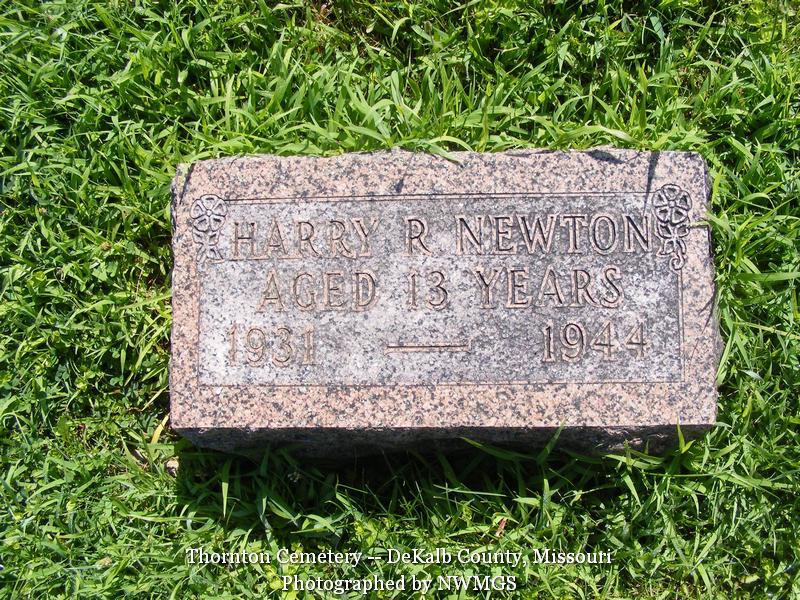 HARRY R NEWTON
AGED 13 YEARS
1931 — 1944
Thornton Cemetery -- DeKalb County, Missouri
Photographed by NWMGS